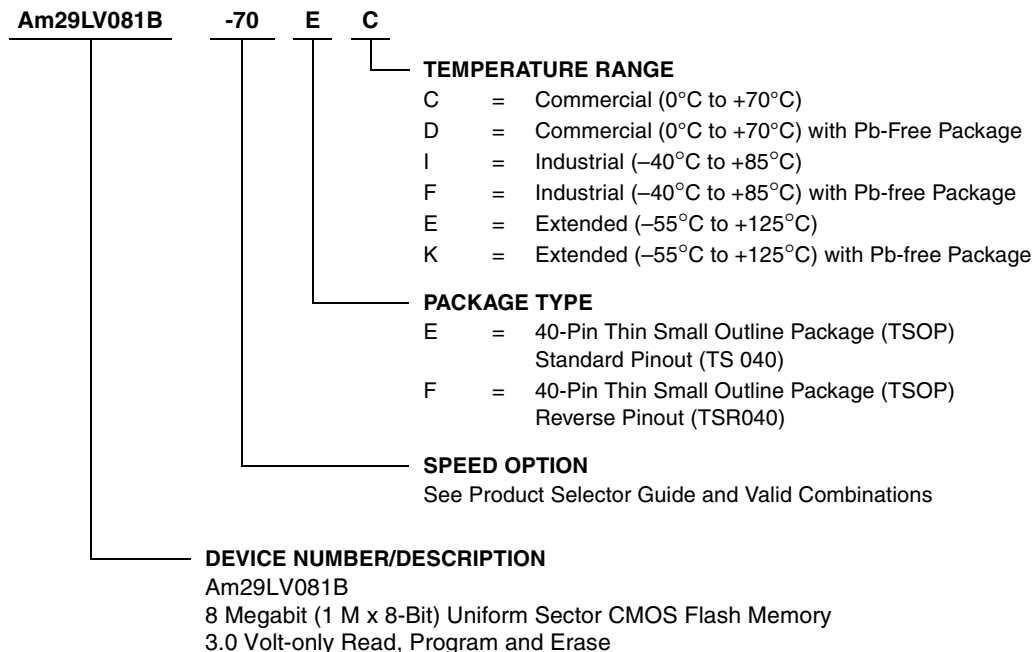 Am29LV081B -70 E C
TEMPERATURE RANGE
C = Commercial (0°C to +70°C)
D = Commercial (0°C to +70°C) with Pb-Free Package
I = Industrial (–40°C to +85°C)
F = Industrial (–40°C to +85°C) with Pb-free Package
E = Extended (–55°C to +125°C)
K = Extended (–55°C to +125°C) with Pb-free Package
PACKAGE TYPE
E = 40-Pin Thin Small Outline Package (TSOP)
Standard Pinout (TS 040)
F = 40-Pin Thin Small Outline Package (TSOP)
Reverse Pinout (TSR040)
SPEED OPTION
See Product Selector Guide and Valid Combinations
DEVICE NUMBER/DESCRIPTION
Am29LV081B
8 Megabit (1 M x 8-Bit) Uniform Sector CMOS Flash Memory
3.0 Volt-only Read, Program and Erase